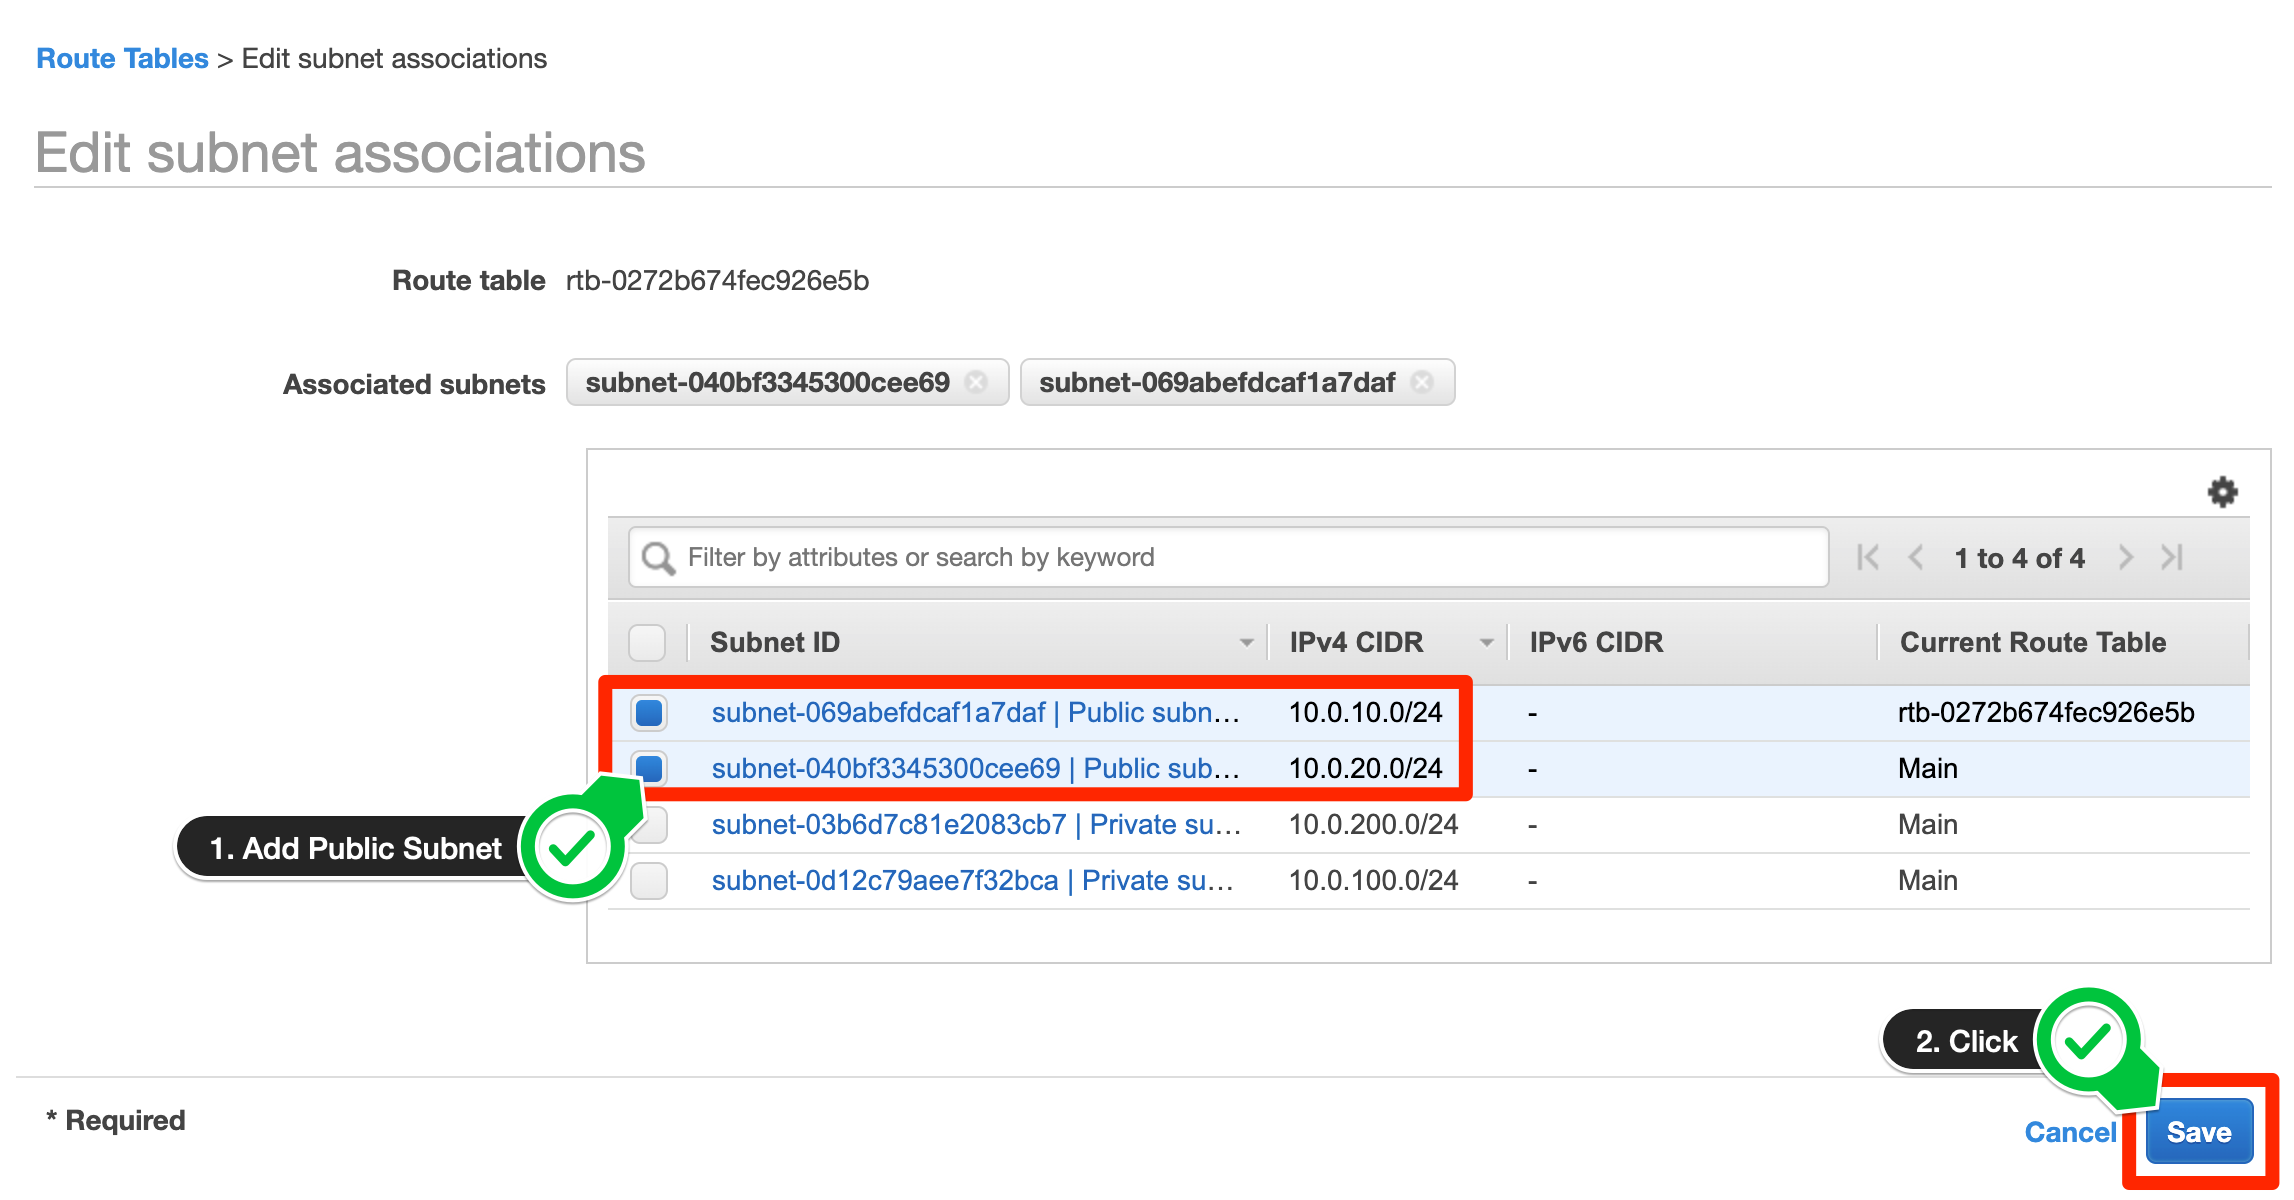 Route Tables > Edit subnet associations
Edit subnet associations
Route table rtb-0272b674fec926e5b
Associated subnets subnet-040bf3345300cee69 subnet-069abefdcaf1a7daf
Filter by attributes or search by keyword 1 to 4 of 4
Subnet ID IPv4 CIDR IPv6 CIDR Current Route Table
subnet-069abefdcaf1a7daf | Public subn... 10.0.10.0/24 - rtb-0272b674fec926e5b
subnet-040bf3345300cee69 | Public sub... 10.0.20.0/24 - Main
subnet-03b6d7c81e2083cb7 | Private su... 10.0.200.0/24 - Main
1. Add Public Subnet
subnet-0d12c79aee7f32bca | Private su... 10.0.100.0/24 - Main
2. Click
* Required
Cancel Save